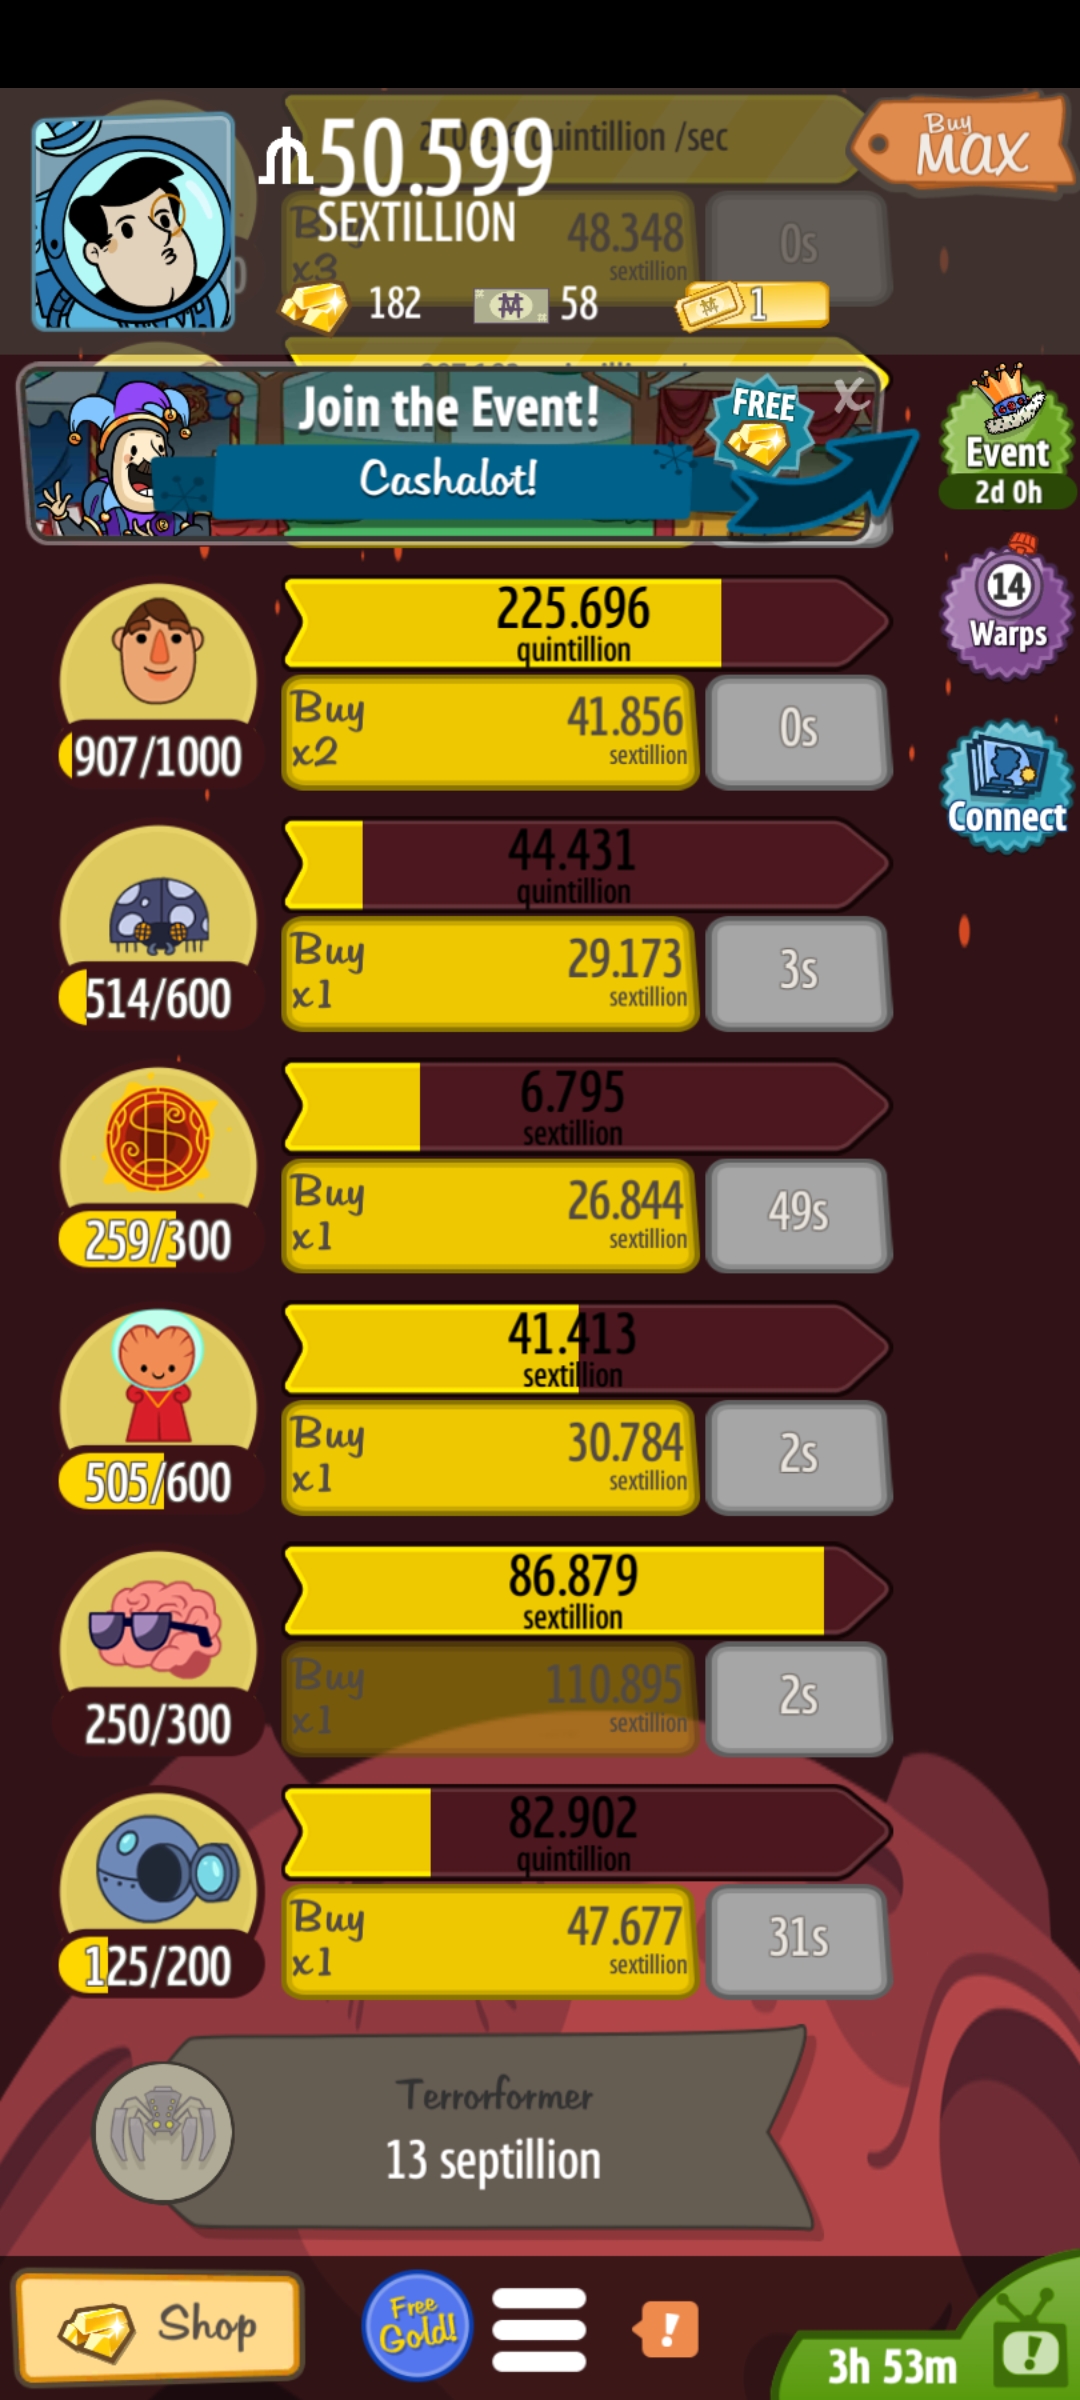 50.599
SEXTILLION
Buy
MAX
quintillion /sec
Buy
x3
48.348
sextillion
0s
182
58
1
Join the Event!
Cashalot!
FREE
X
Event
2d 0h
225.696
quintillion
Buy
x2
41.856
sextillion
0s
907/1000
14
Warps
44.431
quintillion
Buy
x1
29.173
sextillion
3s
514/600
Connect
6.795
sextillion
Buy
x1
26.844
sextillion
49s
259/300
41.413
sextillion
Buy
x1
30.784
sextillion
2s
505/600
86.879
sextillion
Buy
x1
110.895
sextillion
2s
250/300
82.902
quintillion
Buy
x1
47.677
sextillion
31s
125/200
Terrorformer
13 septillion
Shop
Free
Gold!
!
3h 53m
!